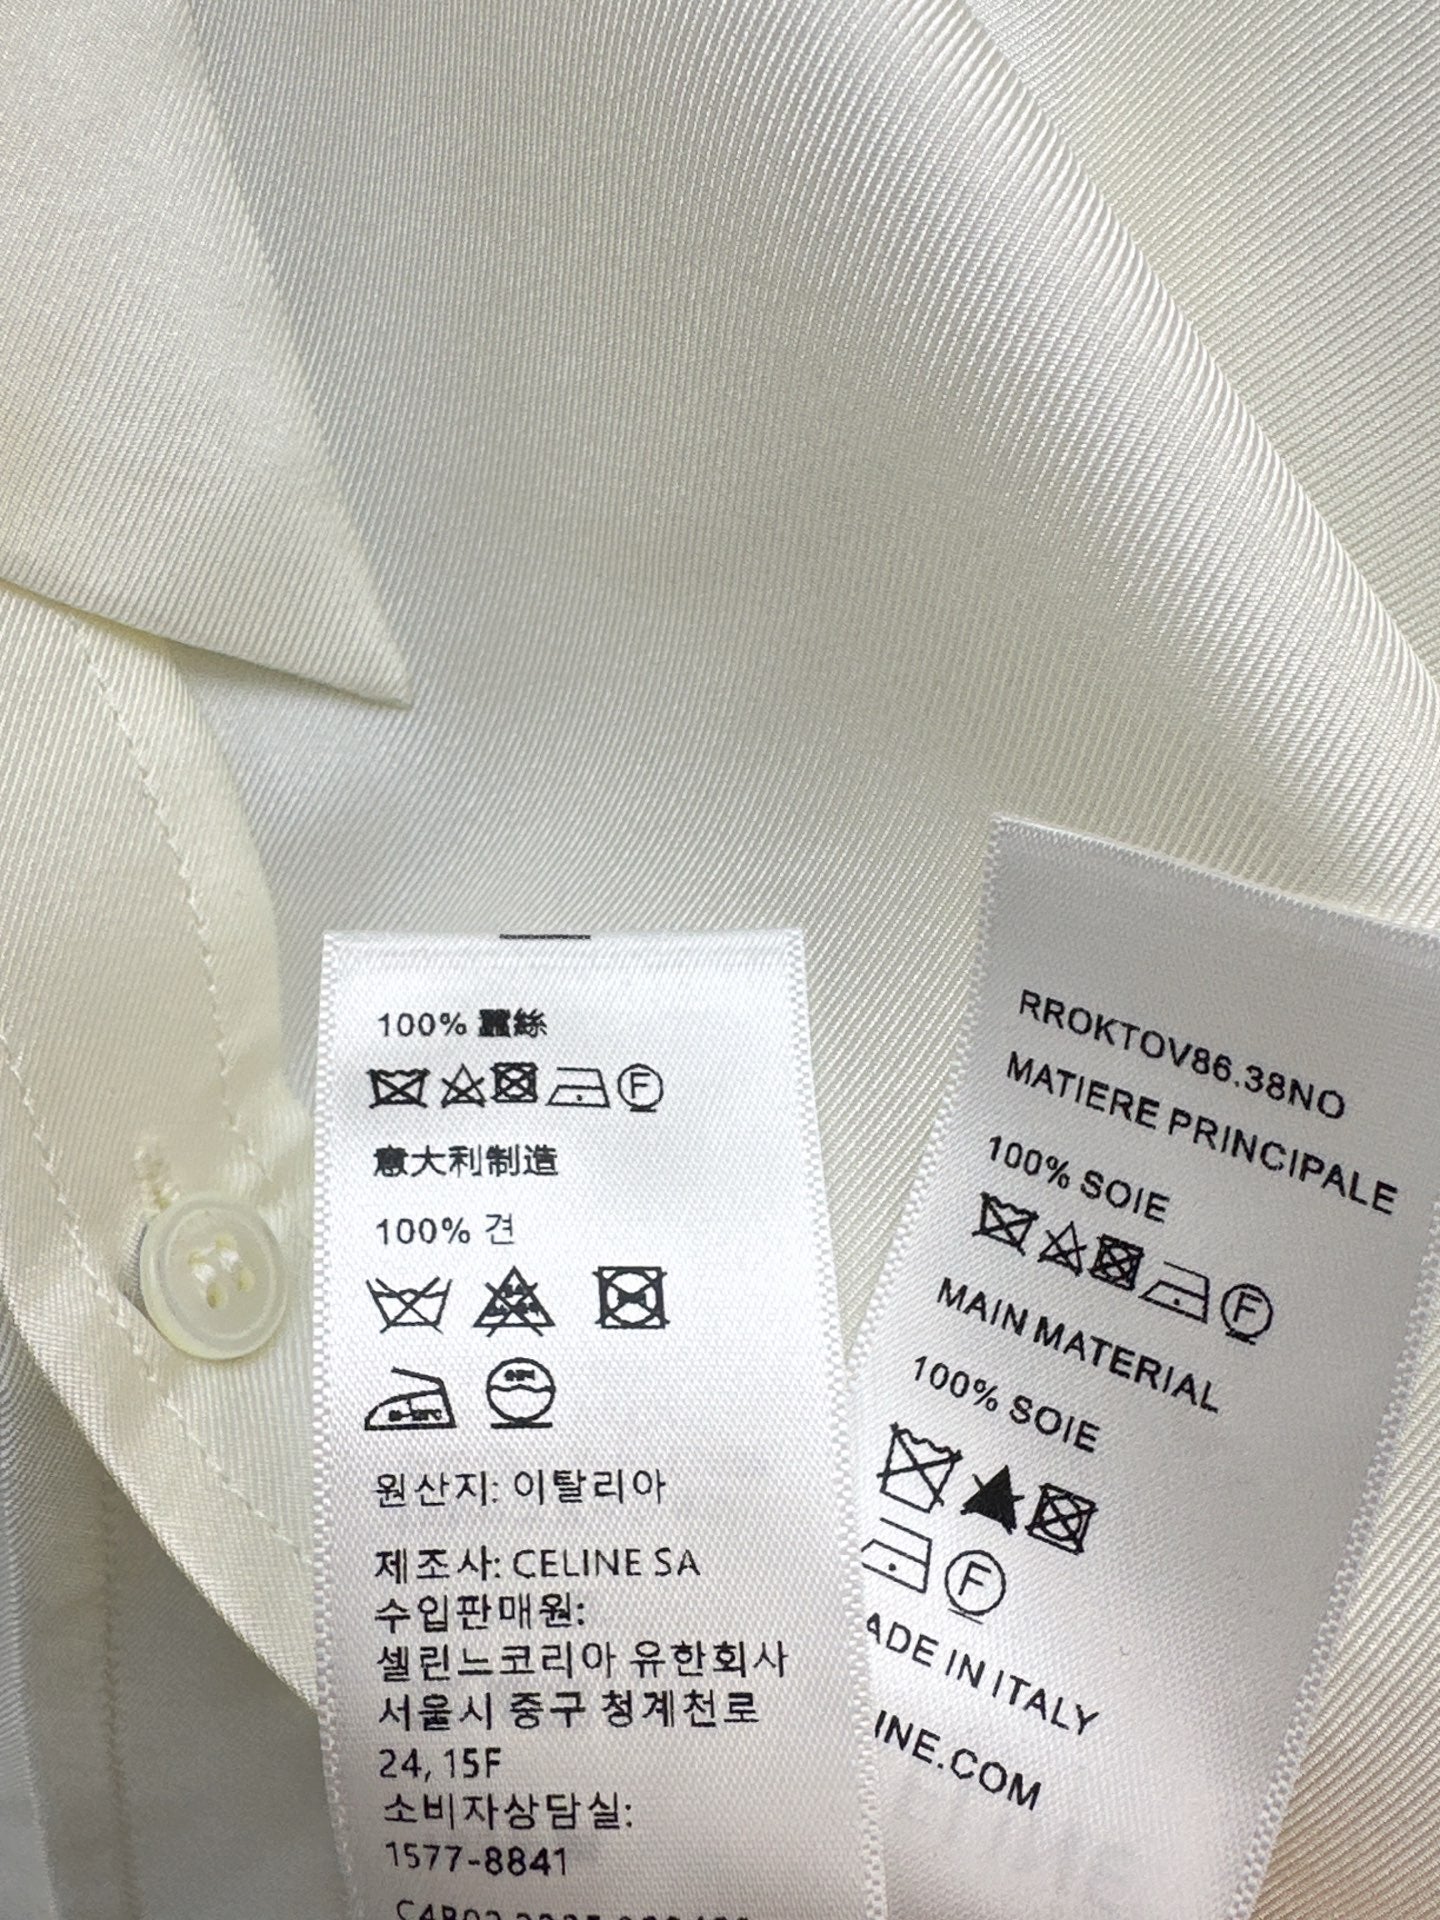 100% 蠶絲
F
意大利制造
100% 견
원산지: 이탈리아
제조사: CELINE SA
수입판매원:
셀린느코리아 유한회사
서울시 중구 청계천로
24, 15F
소비자상담실:
1577-8841
RROKTOV86.38NO
MATIERE PRINCIPALE
100% SOIE
F
MAIN MATERIAL
100% SOIE
F
ADE IN ITALY
INE.COM